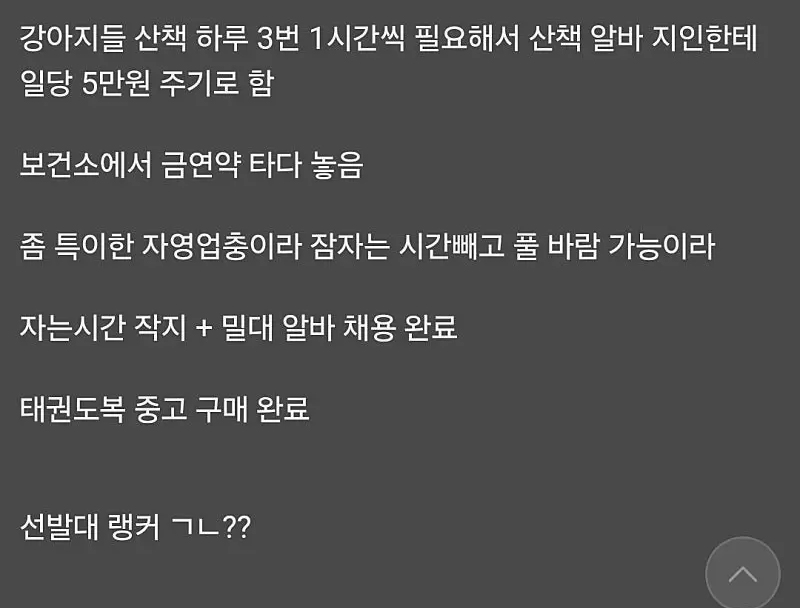 강아지들 산책 하루 3번 1시간씩 필요해서 산책 알바 지인한테
일당 5만원 주기로 함
보건소에서 금연약 타다 놓음
좀 특이한 자영업충이라 잠자는 시간빼고 풀 바람 가능이라
자는시간 작지 + 밀대 알바 채용 완료
태권도복 중고 구매 완료
선발대 랭커 ㄱㄴ??